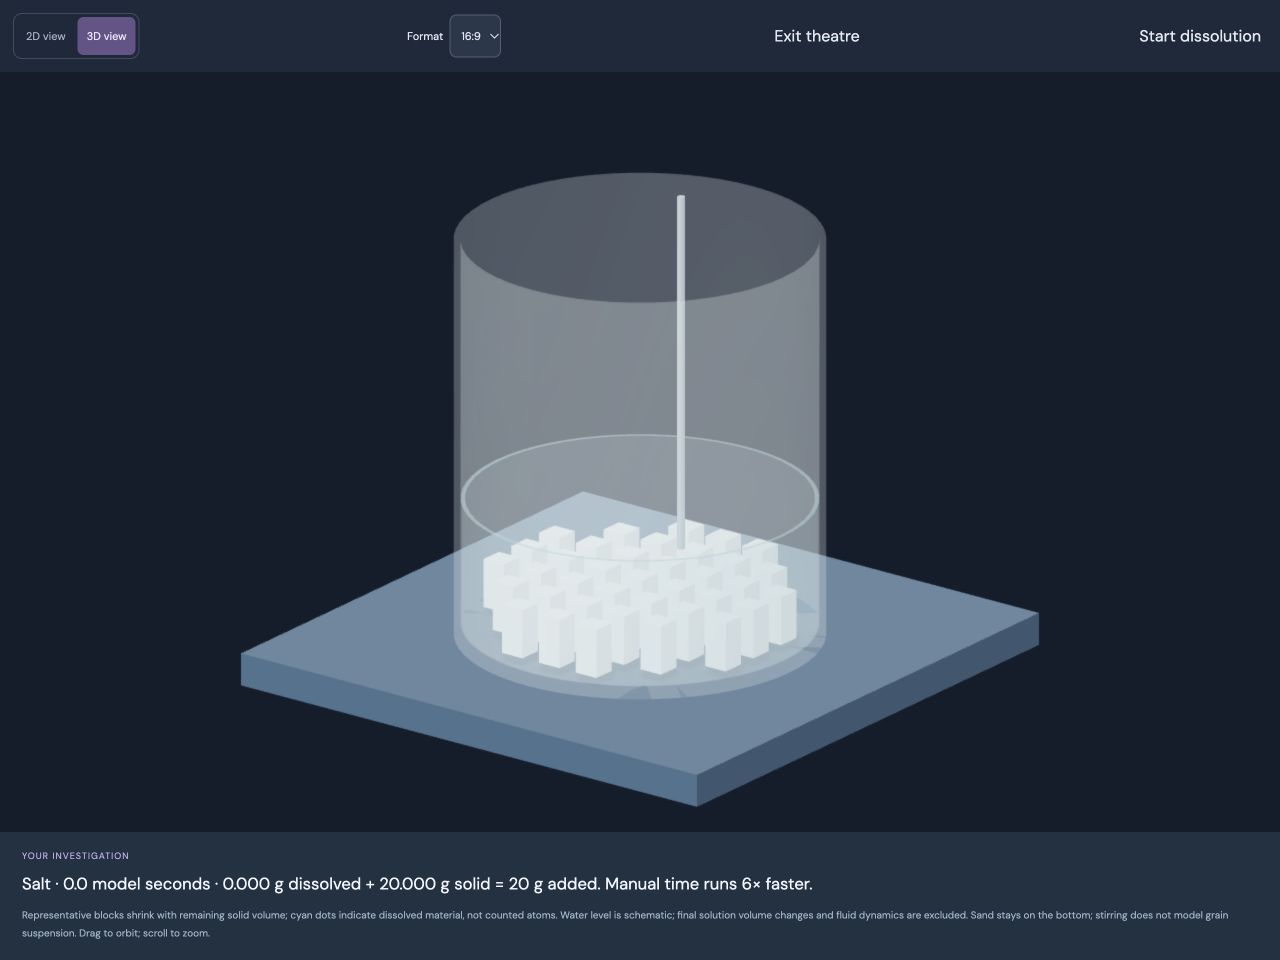 2D view
3D view
Format
16:9
Exit theatre
Start dissolution
YOUR INVESTIGATION
Salt · 0.0 model seconds · 0.000 g dissolved + 20.000 g solid = 20 g added. Manual time runs 6× faster.
Representative blocks shrink with remaining solid volume; cyan dots indicate dissolved material, not counted atoms. Water level is schematic; final solution volume changes and fluid dynamics are excluded. Sand stays on the bottom; stirring does not model grain
suspension. Drag to orbit; scroll to zoom.